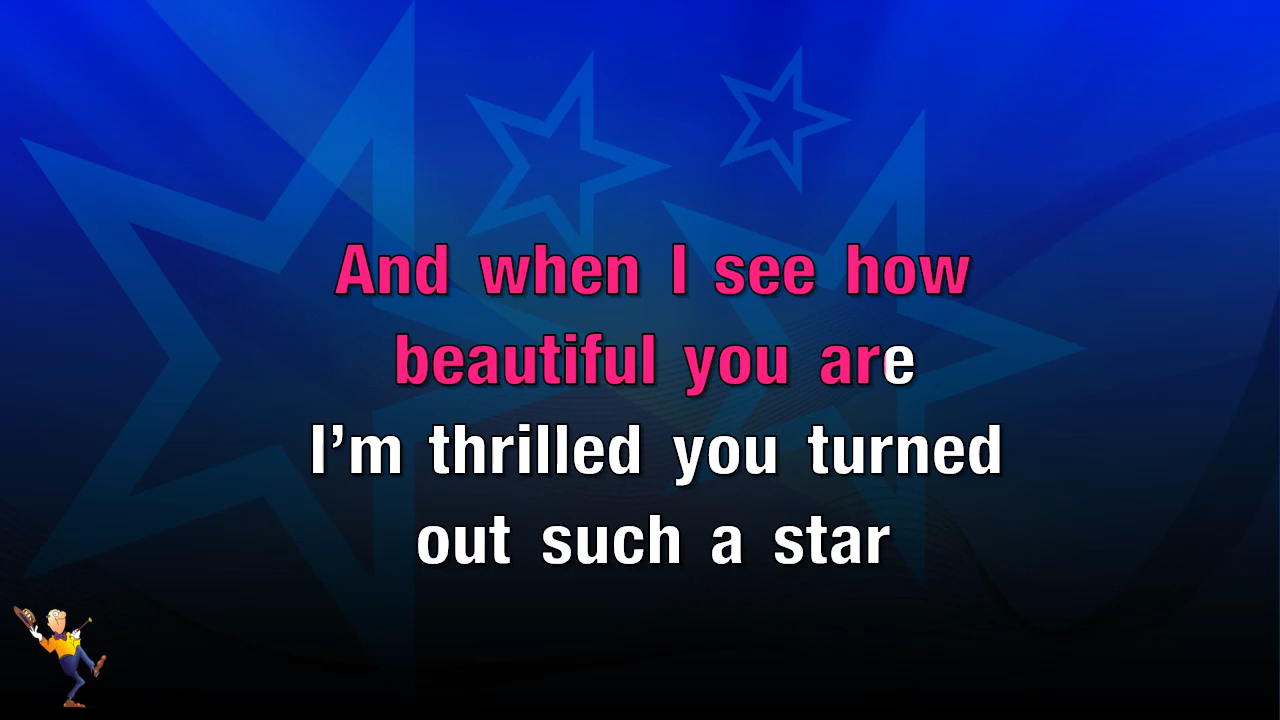 And when I see how
beautiful you are
I’m thrilled you turned
out such a star